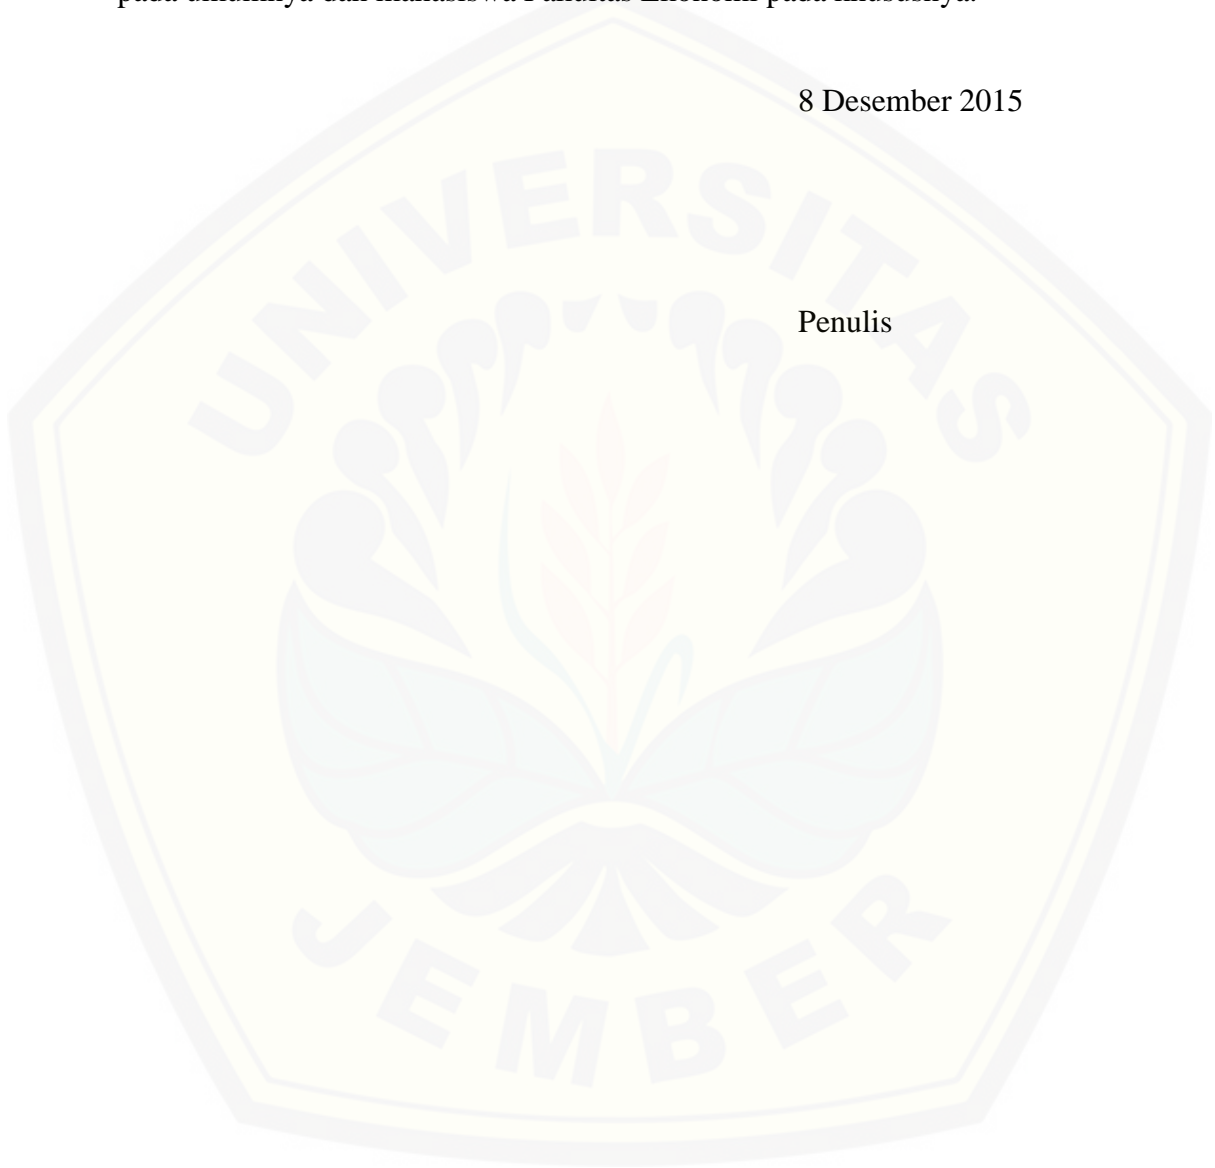 pada umumnya dan mahasiswa Fakultas Ekonomi pada khususnya.
8 Desember 2015
Penulis
UNIVERSITAS
JEMBER